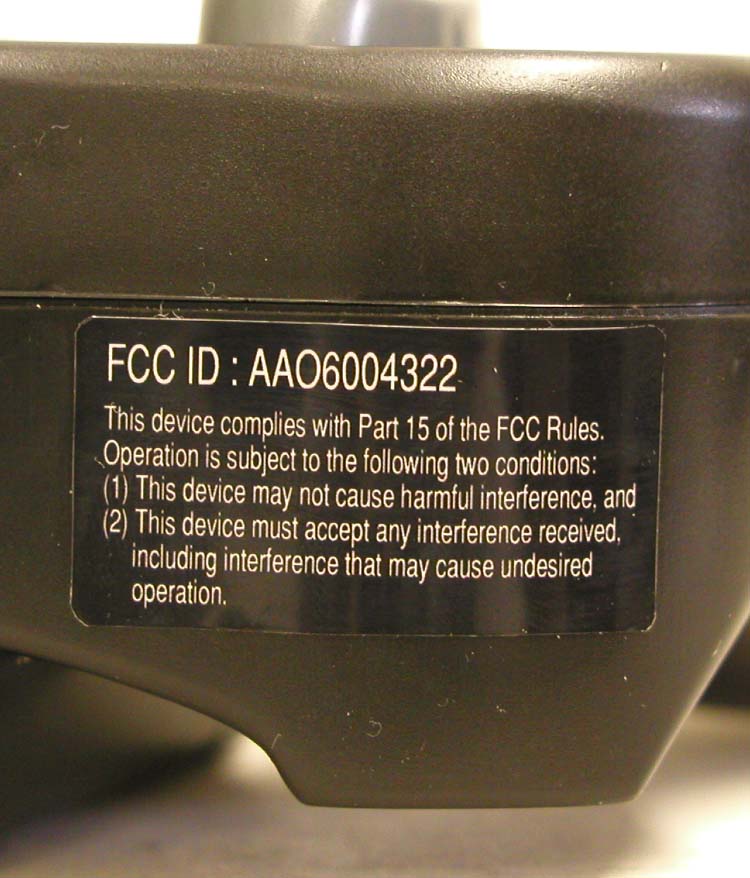 FCC ID : AAO6004322
This device complies with Part 15 of the FCC Rules.
Operation is subject to the following two conditions:
(1) This device may not cause harmful interference, and
(2) This device must accept any interference received,
including interference that may cause undesired
operation.